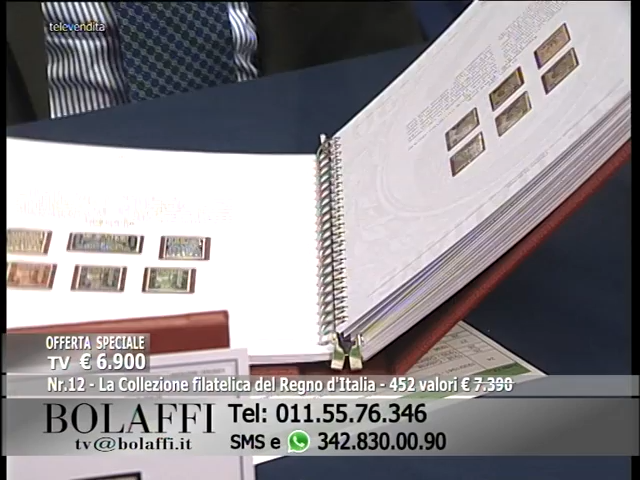 televendita
OFFERTA SPECIALE
TV € 6.900
Nr.12 - La Collezione filatelica del Regno d'Italia - 452 valori € 7.390
BOLAFFI
tv@bolaffi.it
Tel: 011.55.76.346
SMS e 342.830.00.90